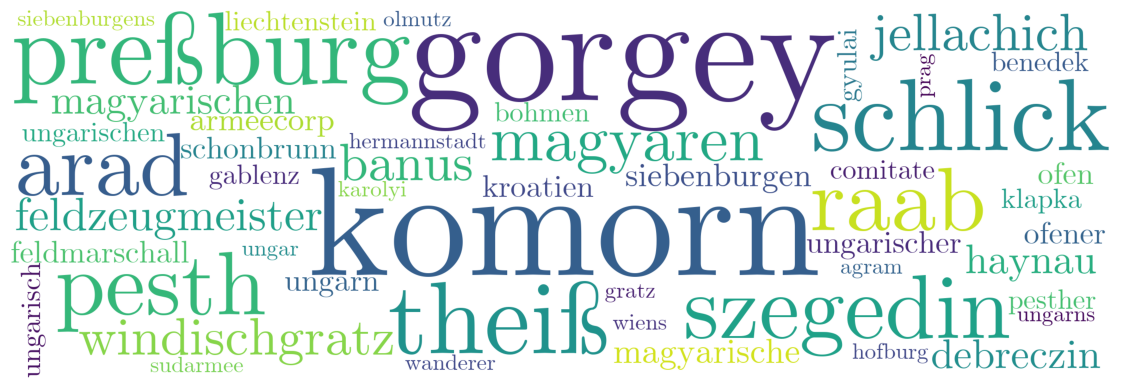 siebenburgens liechtenstein olmutz
preßburg gorgey jellachich
gyulai prag benedek
magyarischen bohmen schlick
ungarischen armeecorp
arad schonbrunn hermannstadt magyaren
gablenz banus karolyi kroatien siebenburgen comitate ofen
feldzeugmeister komorn raab klapka
feldmarschall ungar ungarischer ofener
ungarisch pesth ungarn agram haynau
theiß gratz szegedin pesther
windischgratz wiens ungarns
sudarmee wanderer magyarische hofburg debreczin